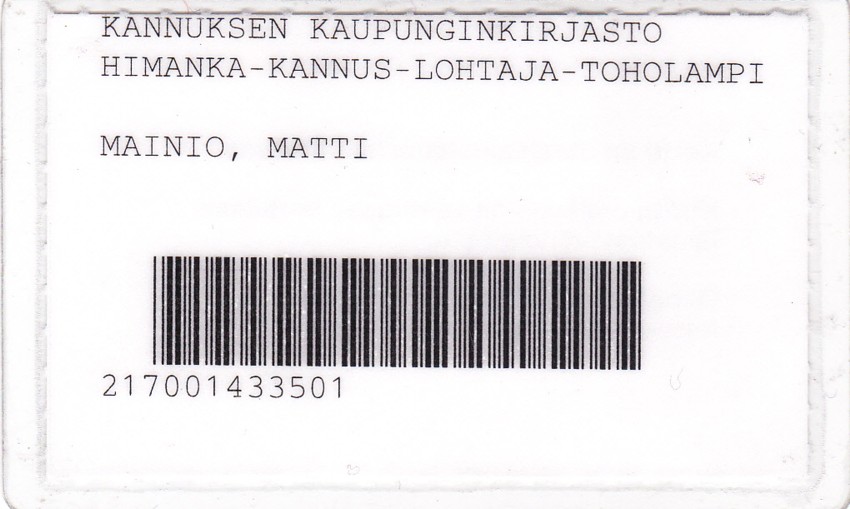 KANNUKSEN KAUPUNGINKIRJASTO
HIMANKA-KANNUS-LOHTAJA-TOHOLAMPI
MAINIO, MATTI
217001433501